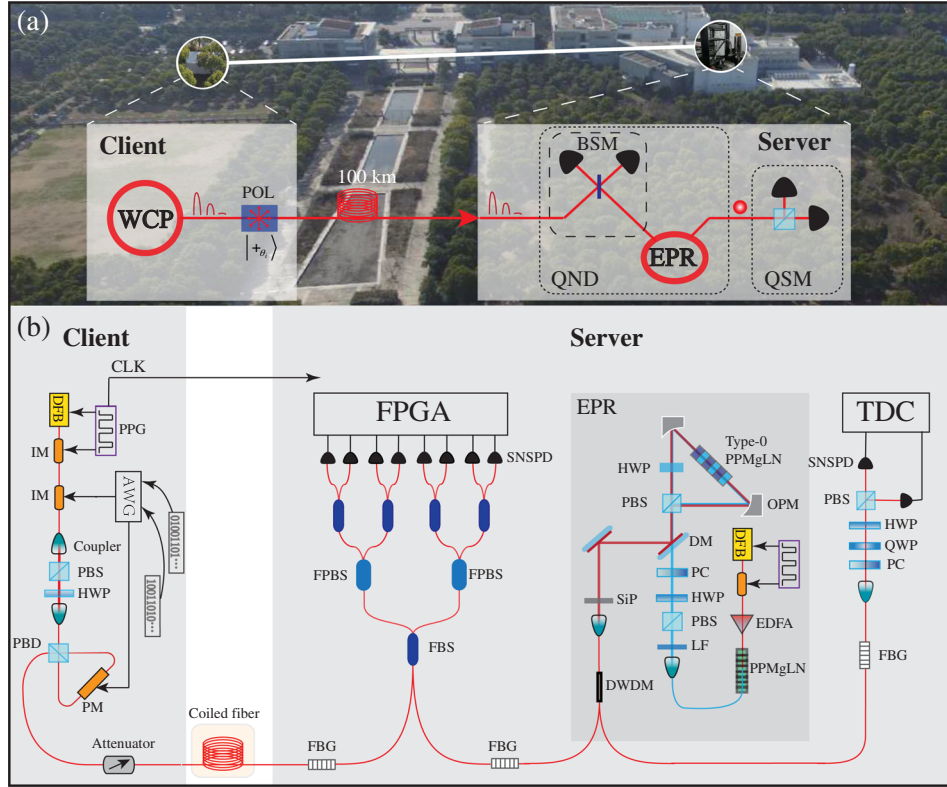 (a)
Client
WCP
POL
|+θi⟩
100 km
BSM
QND
EPR
Server
QSM
(b)
Client
CLK
DFB
PPG
IM
IM
AWG
01001101···
10011010···
Coupler
PBS
HWP
PBD
PM
Attenuator
Coiled fiber
Server
FPGA
SNSPD
FPBS
FPBS
FBS
FBG
FBG
EPR
HWP
Type-0
PPMgLN
PBS
OPM
DM
SiP
PC
HWP
PBS
LF
DWDM
DFB
EDFA
PPMgLN
TDC
SNSPD
PBS
HWP
QWP
PC
FBG